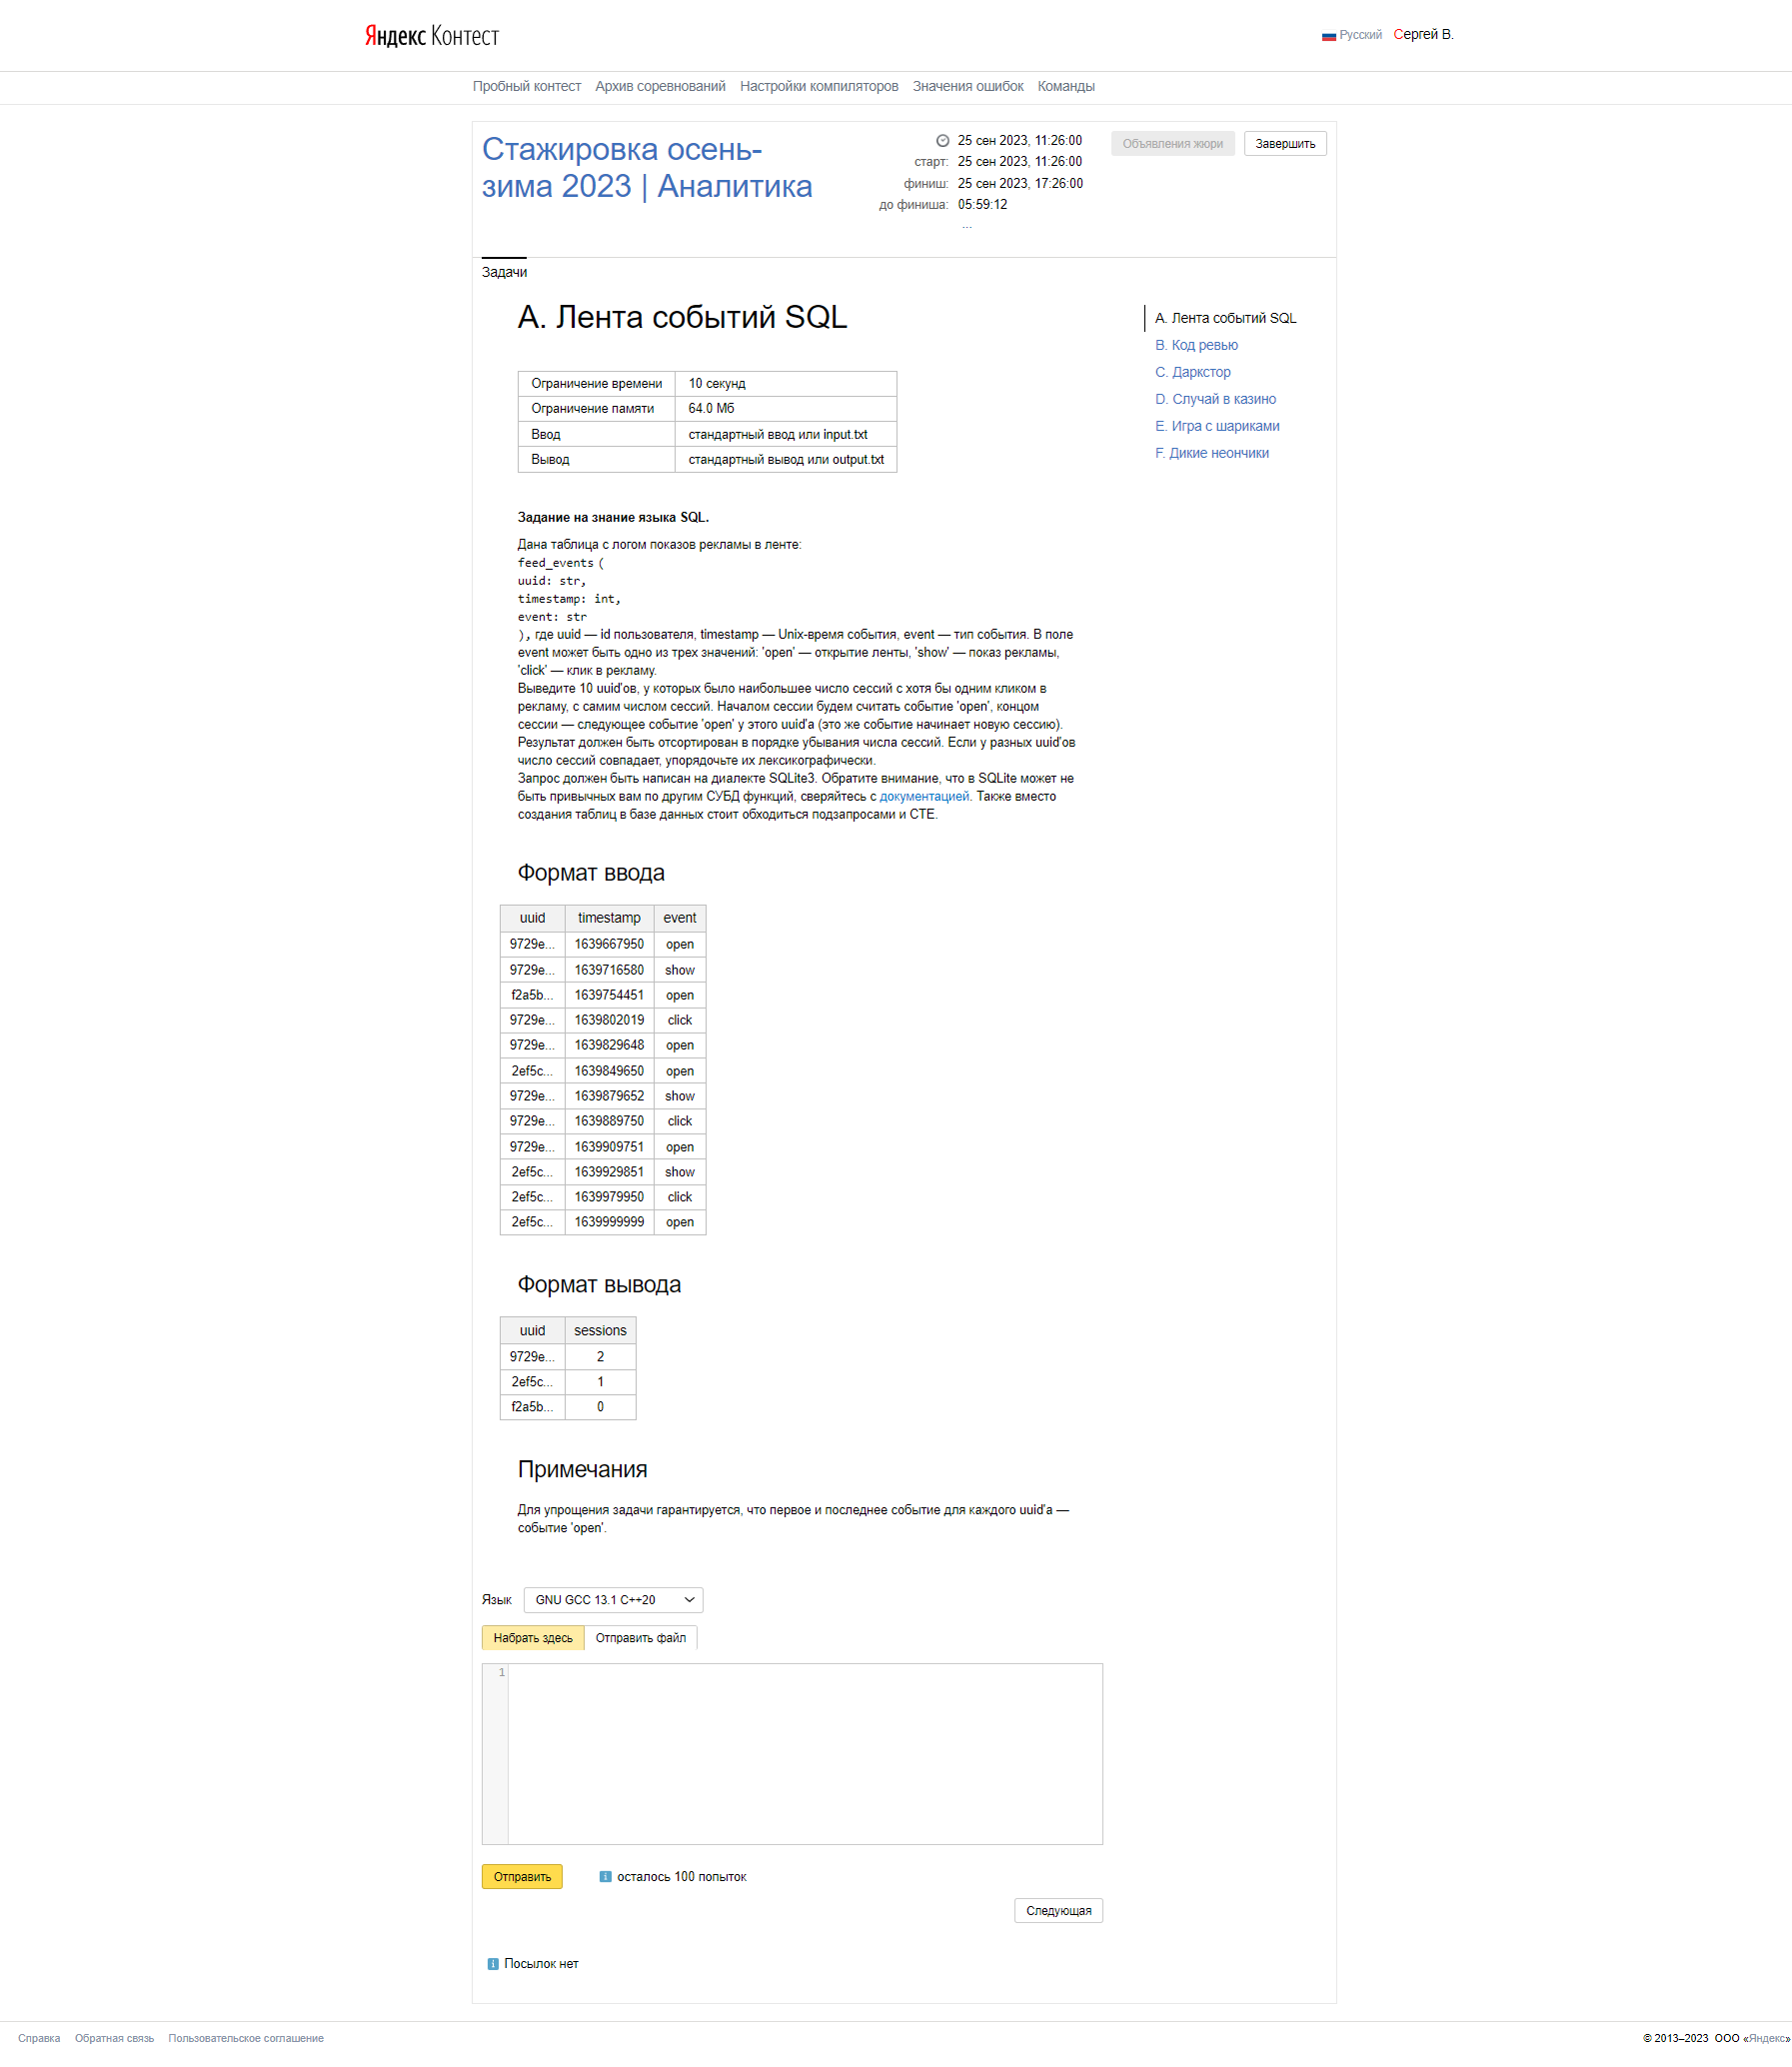 Яндекс Контест
Русский Сергей В.
Пробный контест Архив соревнований Настройки компиляторов Значения ошибок Команды
Стажировка осень-
зима 2023 | Аналитика
25 сен 2023, 11:26:00
старт: 25 сен 2023, 11:26:00
финиш: 25 сен 2023, 17:26:00
до финиша: 05:59:12
...
Объявления жюри Завершить
Задачи
A. Лента событий SQL
Ограничение времени 10 секунд
Ограничение памяти 64.0 Мб
Ввод стандартный ввод или input.txt
Вывод стандартный вывод или output.txt
A. Лента событий SQL
B. Код ревью
C. Даркстор
D. Случай в казино
E. Игра с шариками
F. Дикие неончики
Задание на знание языка SQL.
Дана таблица с логом показов рекламы в ленте:
feed_events (
uuid: str,
timestamp: int,
event: str
), где uuid — id пользователя, timestamp — Unix-время события, event — тип события. В поле
event может быть одно из трех значений: 'open' — открытие ленты, 'show' — показ рекламы,
'click' — клик в рекламу.
Выведите 10 uuid'ов, у которых было наибольшее число сессий с хотя бы одним кликом в
рекламу, с самим числом сессий. Началом сессии будем считать событие 'open', концом
сессии — следующее событие 'open' у этого uuid'а (это же событие начинает новую сессию).
Результат должен быть отсортирован в порядке убывания числа сессий. Если у разных uuid'ов
число сессий совпадает, упорядочьте их лексикографически.
Запрос должен быть написан на диалекте SQLite3. Обратите внимание, что в SQLite может не
быть привычных вам по другим СУБД функций, сверяйтесь с документацией. Также вместо
создания таблиц в базе данных стоит обходиться подзапросами и CTE.
Формат ввода
uuid timestamp event
9729e... 1639667950 open
9729e... 1639716580 show
f2a5b... 1639754451 open
9729e... 1639802019 click
9729e... 1639829648 open
2ef5c... 1639849650 open
9729e... 1639879652 show
9729e... 1639889750 click
9729e... 1639909751 open
2ef5c... 1639929851 show
2ef5c... 1639979950 click
2ef5c... 1639999999 open
Формат вывода
uuid sessions
9729e... 2
2ef5c... 1
f2a5b... 0
Примечания
Для упрощения задачи гарантируется, что первое и последнее событие для каждого uuid'а —
событие 'open'.
Язык GNU GCC 13.1 C++20
Набрать здесь Отправить файл
1
Отправить осталось 100 попыток
Следующая
Посылок нет
Справка Обратная связь Пользовательское соглашение © 2013–2023 ООО «Яндекс»